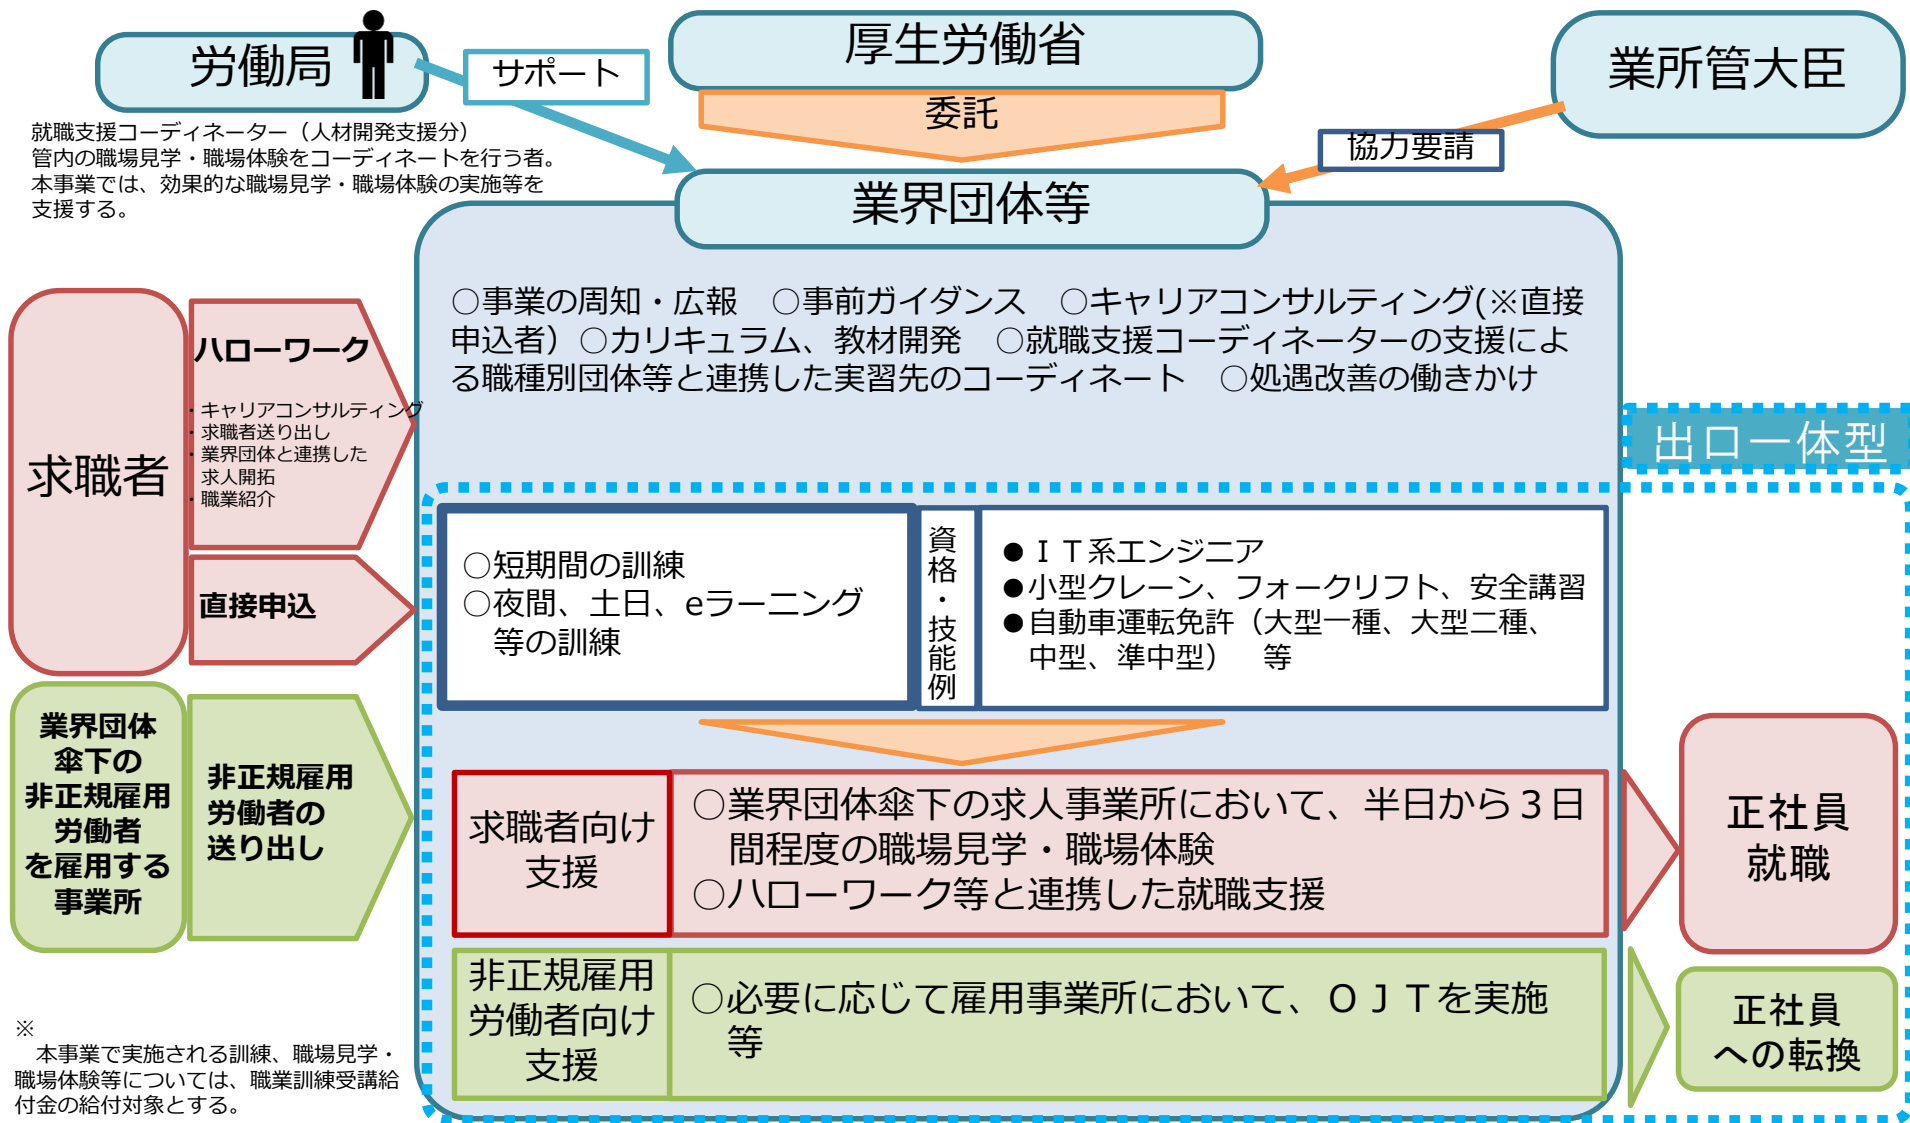 労働局
サポート
厚生労働省
委託
業所管大臣
協力要請
就職支援コーディネーター（人材開発支援分）
管内の職場見学・職場体験をコーディネートを行う者。
本事業では、効果的な職場見学・職場体験の実施等を
支援する。
業界団体等
○事業の周知・広報　○事前ガイダンス　○キャリアコンサルティング(※直接
申込者）○カリキュラム、教材開発　○就職支援コーディネーターの支援によ
る職種別団体等と連携した実習先のコーディネート　○処遇改善の働きかけ
求職者
ハローワーク
・キャリアコンサルティング
・求職者送り出し
・業界団体と連携した
求人開拓
・職業紹介
直接申込
出口一体型
○短期間の訓練
○夜間、土日、eラーニング
等の訓練
資格・技能例
●ＩＴ系エンジニア
●小型クレーン、フォークリフト、安全講習
●自動車運転免許（大型一種、大型二種、
中型、準中型）　等
業界団体
傘下の
非正規雇用
労働者
を雇用する
事業所
非正規雇用
労働者の
送り出し
求職者向け
支援
○業界団体傘下の求人事業所において、半日から３日
間程度の職場見学・職場体験
○ハローワーク等と連携した就職支援
正社員
就職
非正規雇用
労働者向け
支援
○必要に応じて雇用事業所において、ＯＪＴを実施
等
正社員
への転換
※
本事業で実施される訓練、職場見学・
職場体験等については、職業訓練受講給
付金の給付対象とする。